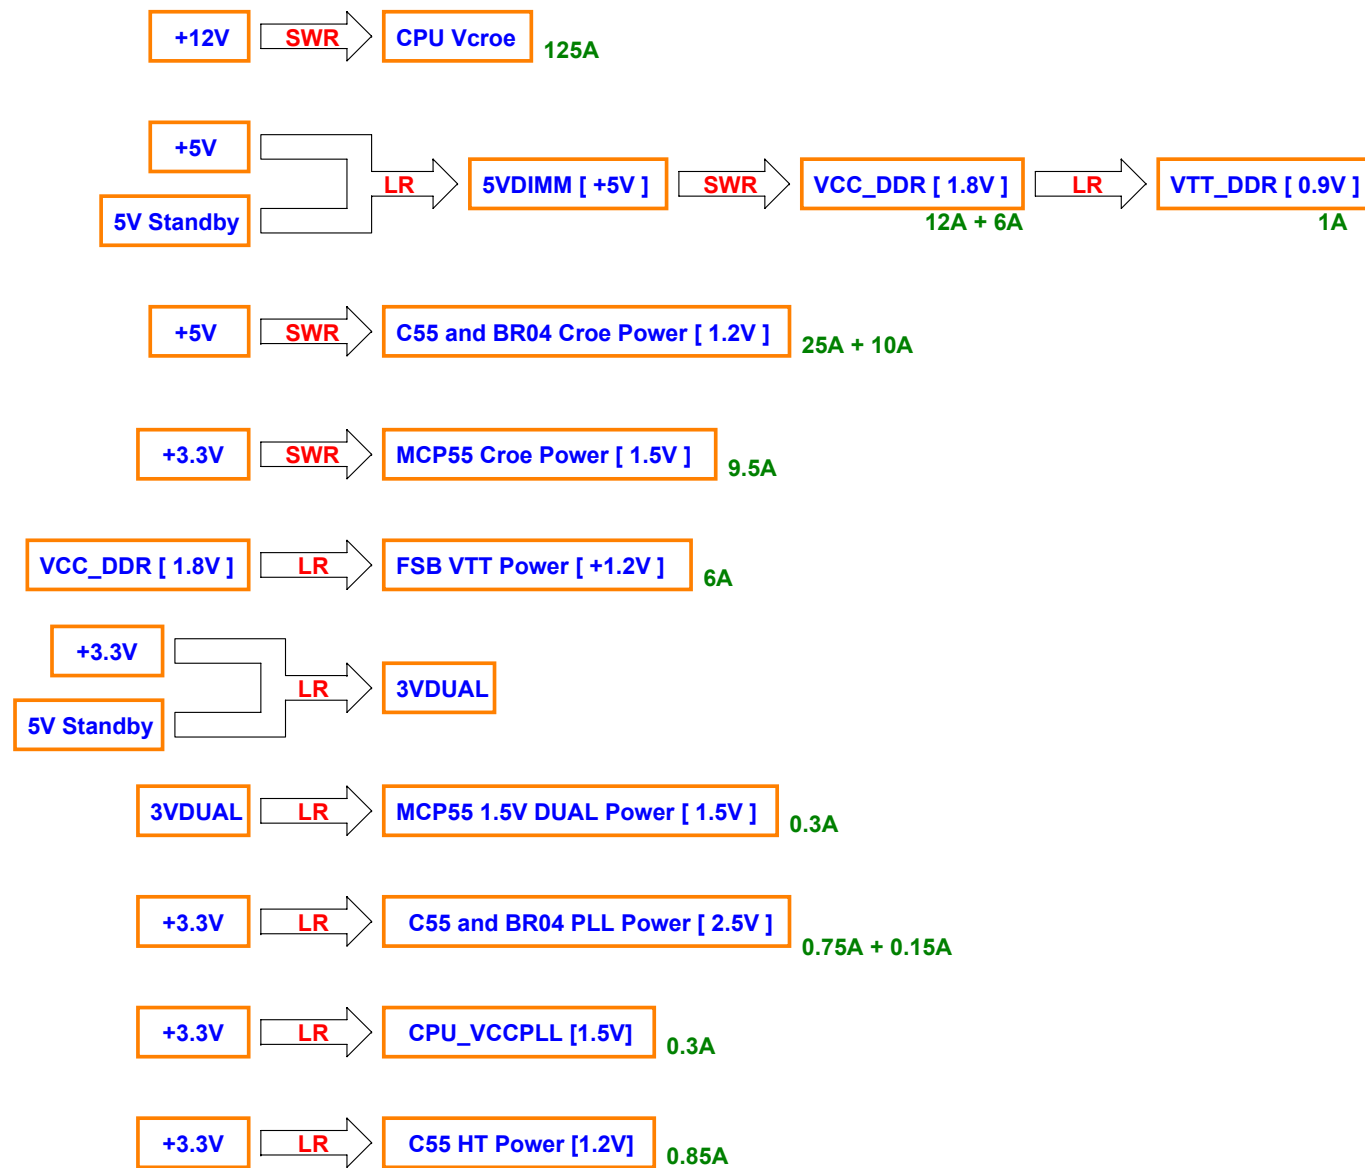 +12V SWR CPU Vcroe 125A
+5V
5V Standby
LR 5VDIMM [ +5V ] SWR VCC_DDR [ 1.8V ] LR VTT_DDR [ 0.9V ]
12A + 6A 1A
+5V SWR C55 and BR04 Croe Power [ 1.2V ] 25A + 10A
+3.3V SWR MCP55 Croe Power [ 1.5V ] 9.5A
VCC_DDR [ 1.8V ] LR FSB VTT Power [ +1.2V ] 6A
+3.3V
5V Standby
LR 3VDUAL
3VDUAL LR MCP55 1.5V DUAL Power [ 1.5V ] 0.3A
+3.3V LR C55 and BR04 PLL Power [ 2.5V ] 0.75A + 0.15A
+3.3V LR CPU_VCCPLL [1.5V] 0.3A
+3.3V LR C55 HT Power [1.2V] 0.85A